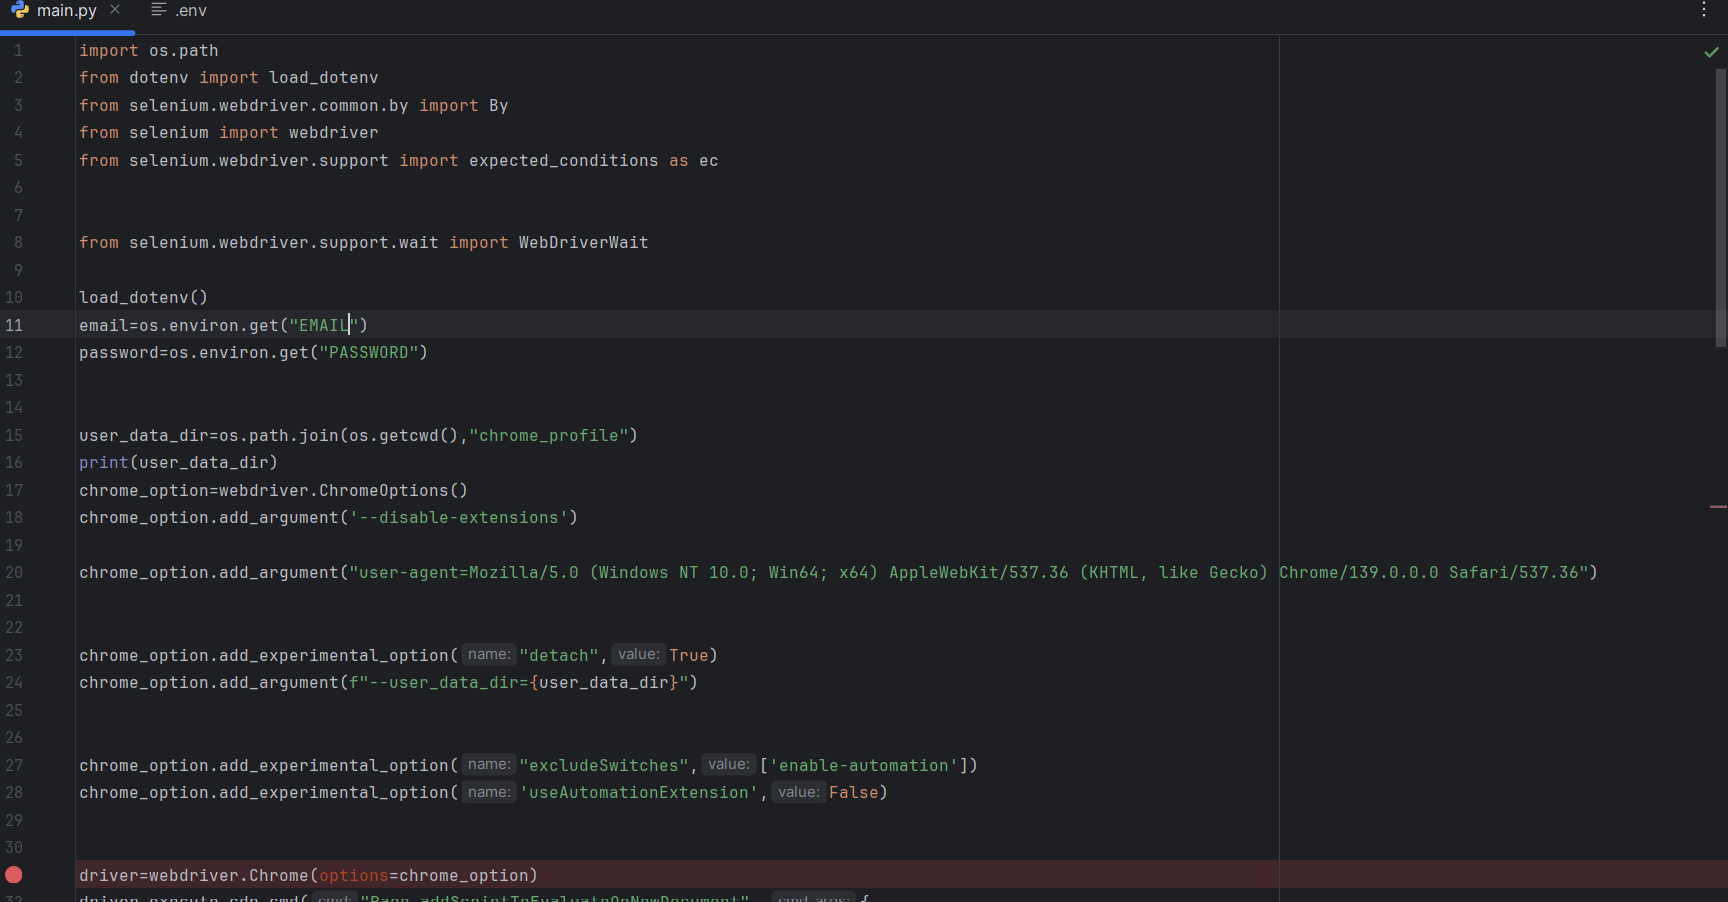 main.py
.env
1 import os.path
2 from dotenv import load_dotenv
3 from selenium.webdriver.common.by import By
4 from selenium import webdriver
5 from selenium.webdriver.support import expected_conditions as ec
6
7
8 from selenium.webdriver.support.wait import WebDriverWait
9
10 load_dotenv()
11 email=os.environ.get("EMAIL")
12 password=os.environ.get("PASSWORD")
13
14
15 user_data_dir=os.path.join(os.getcwd(),"chrome_profile")
16 print(user_data_dir)
17 chrome_option=webdriver.ChromeOptions()
18 chrome_option.add_argument('--disable-extensions')
19
20 chrome_option.add_argument("user-agent=Mozilla/5.0 (Windows NT 10.0; Win64; x64) AppleWebKit/537.36 (KHTML, like Gecko) Chrome/139.0.0.0 Safari/537.36")
21
22
23 chrome_option.add_experimental_option( name: "detach", value: True)
24 chrome_option.add_argument(f"--user_data_dir={user_data_dir}")
25
26
27 chrome_option.add_experimental_option( name: "excludeSwitches", value: ['enable-automation'])
28 chrome_option.add_experimental_option( name: 'useAutomationExtension', value: False)
29
30
driver=webdriver.Chrome(options=chrome_option)
32 driver.execute_cdp_cmd( cmd: "Page.addScriptToEvaluateOnNewDocument", cmd_args: {